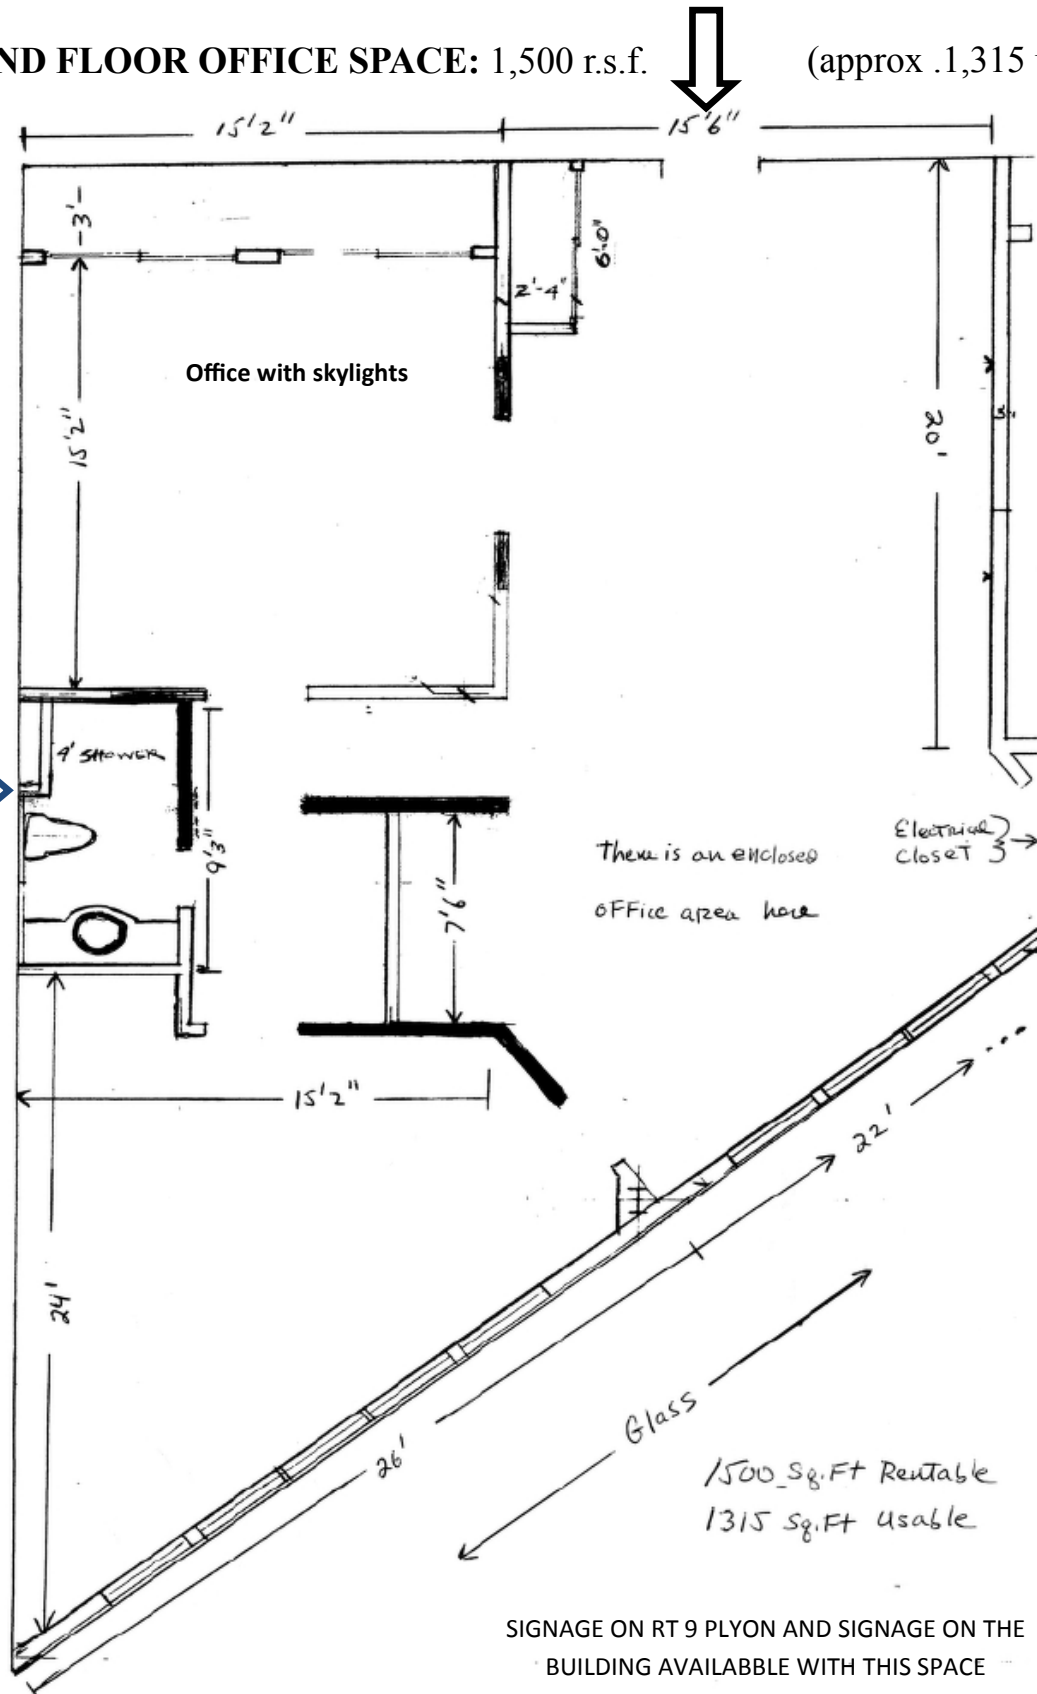 ND FLOOR OFFICE SPACE: 1,500 r.s.f. (approx .1,315
15'2" 15'6"
3'
6'-0"
2'-4"
Office with skylights
15'2"
20'
4' SHOWER
9'3"
7'6"
There is an enclosed
office area here
Electrical
Closet
15'2"
22'
24'
26'
Glass
1500 Sq.Ft Rentable
1315 Sq.Ft Usable
SIGNAGE ON RT 9 PLYON AND SIGNAGE ON THE
BUILDING AVAILABBLE WITH THIS SPACE